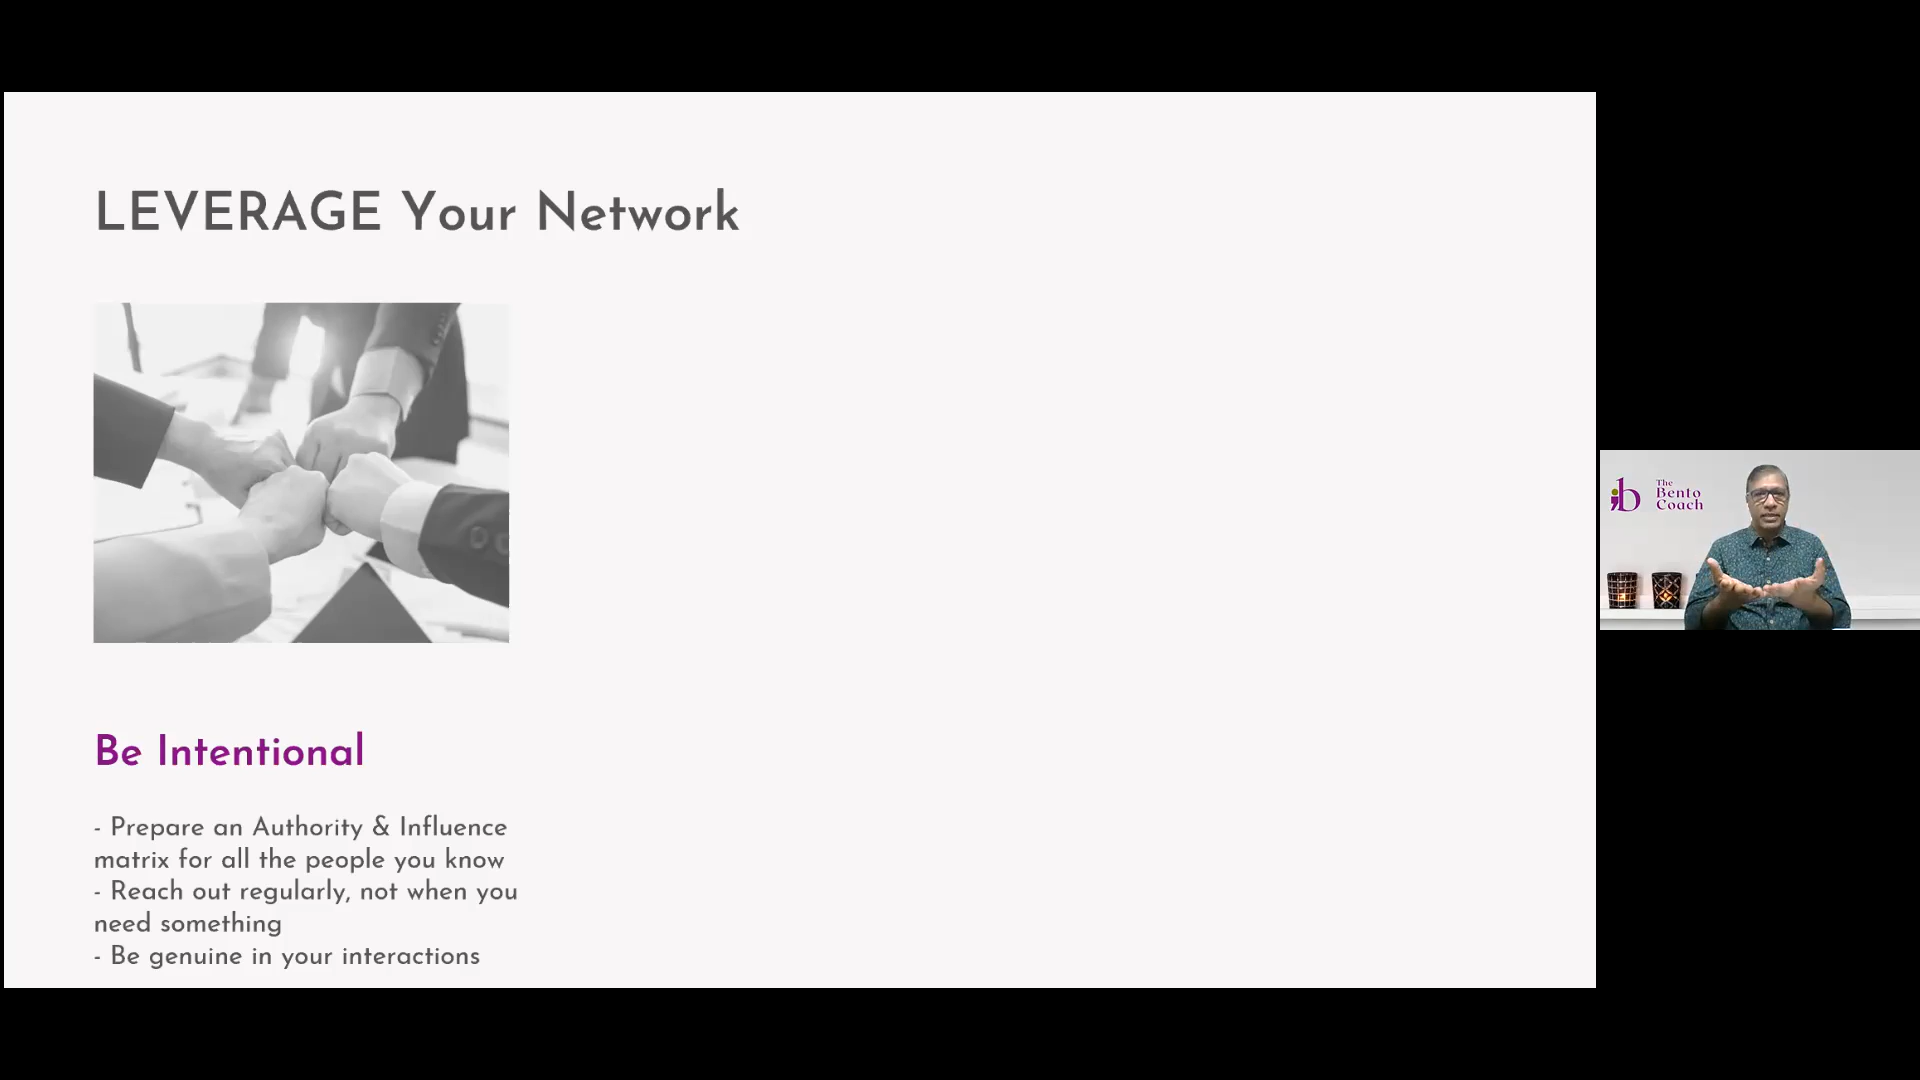 LEVERAGE Your Network
Be Intentional
- Prepare an Authority & Influence
matrix for all the people you know
- Reach out regularly, not when you
need something
- Be genuine in your interactions
b
The
Bento
Coach